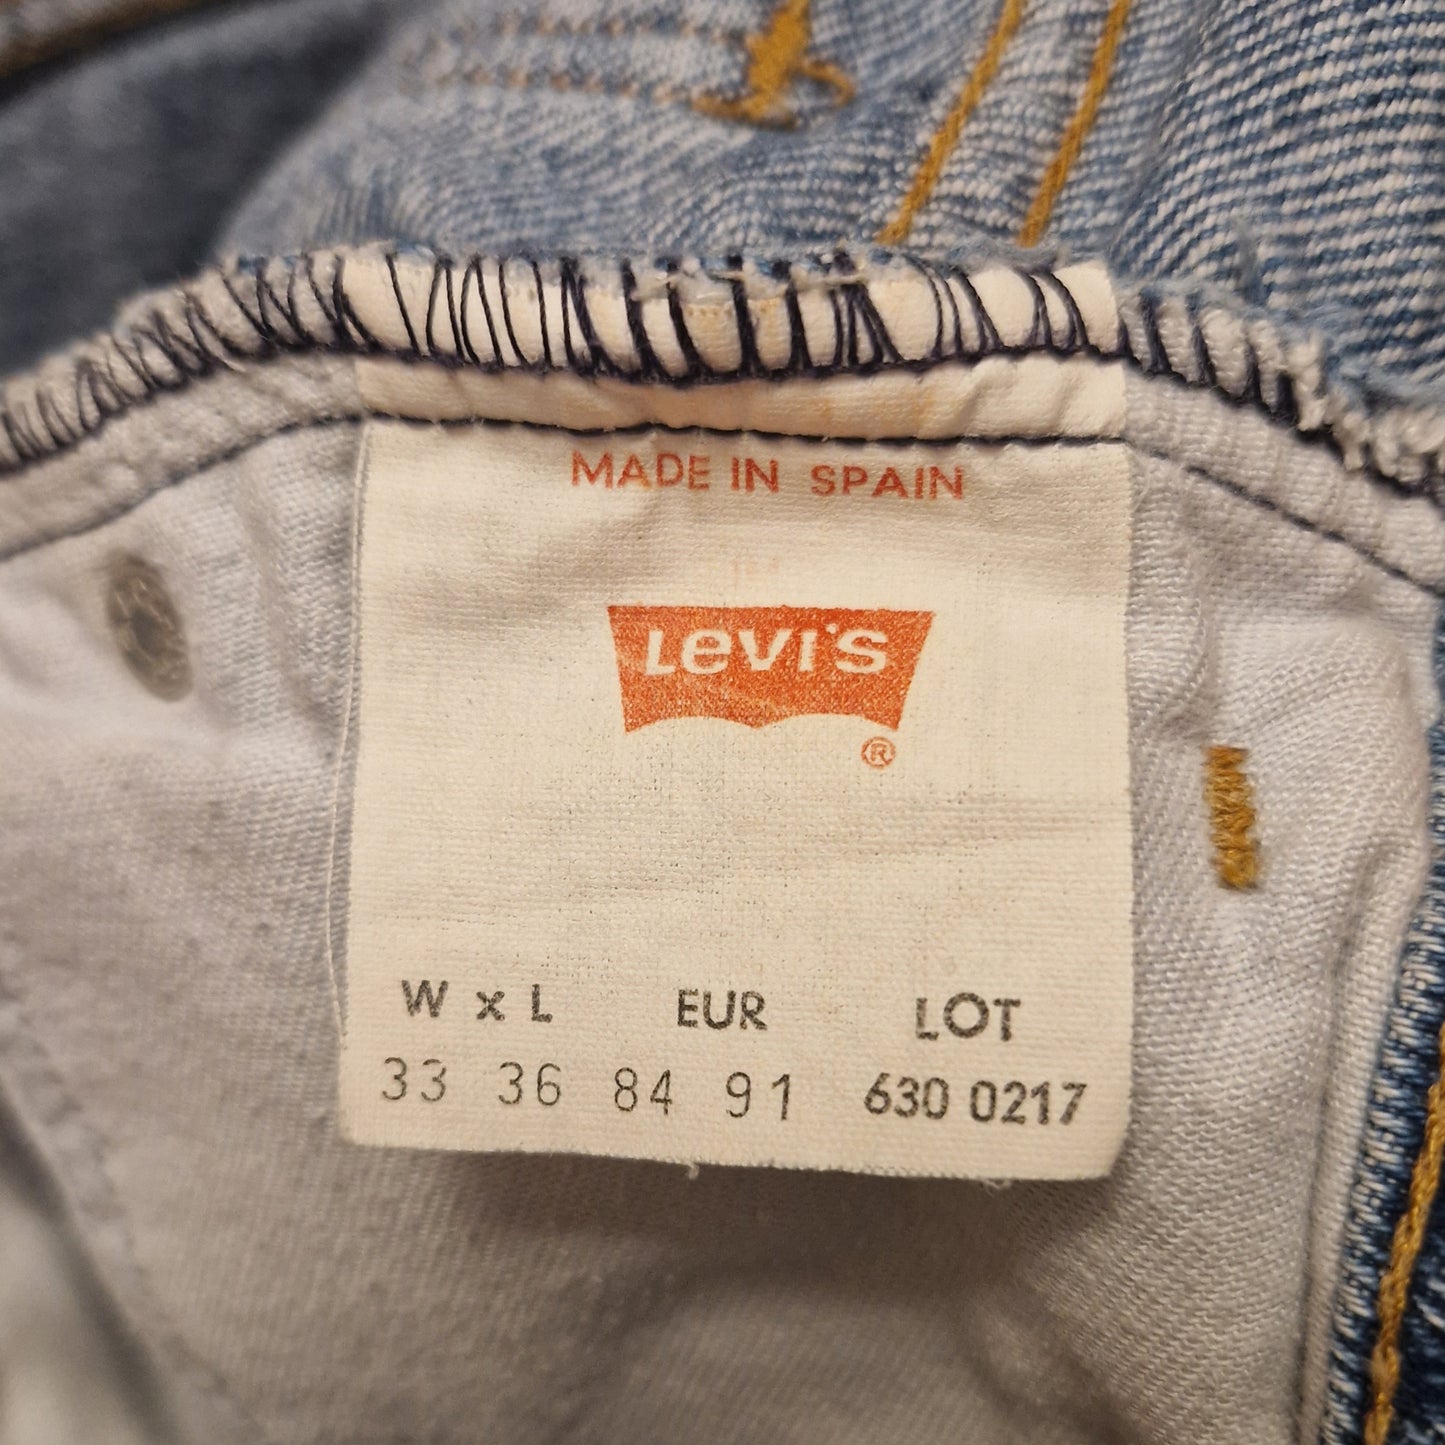 MADE IN SPAIN
Levi's
®
W x L EUR LOT
33 36 84 91 630 0217